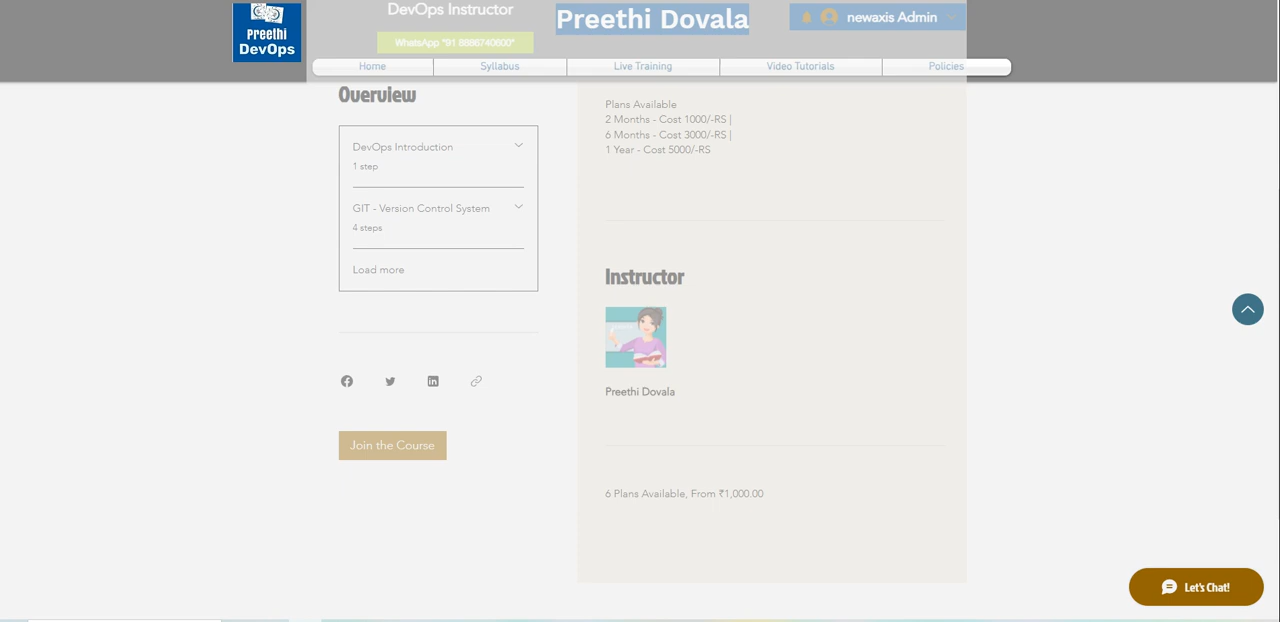 Preethi
DevOps
DevOps Instructor
WhatsApp "91 8886740600"
Preethi Dovala
newaxis Admin
Home
Syllabus
Live Training
Video Tutorials
Policies
Overview
DevOps Introduction
1 step
GIT - Version Control System
4 steps
Load more
Join the Course
Plans Available
2 Months - Cost 1000/-RS |
6 Months - Cost 3000/-RS |
1 Year - Cost 5000/-RS
Instructor
Preethi Dovala
6 Plans Available, From ₹1,000.00
Let's Chat!